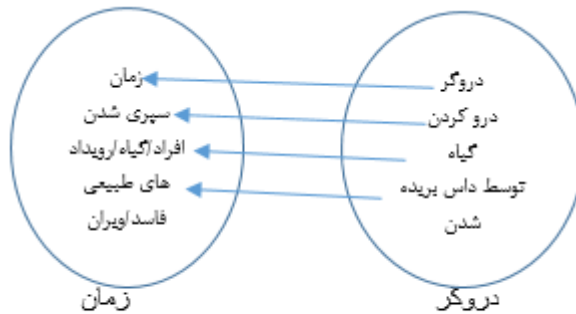 دروگر
درو کردن
گیاه
توسط داس بریده
شدن
دروگر
زمان
سپری شدن
افراد/گیاه/رویداد
های طبیعی
فاسد/ویران
زمان